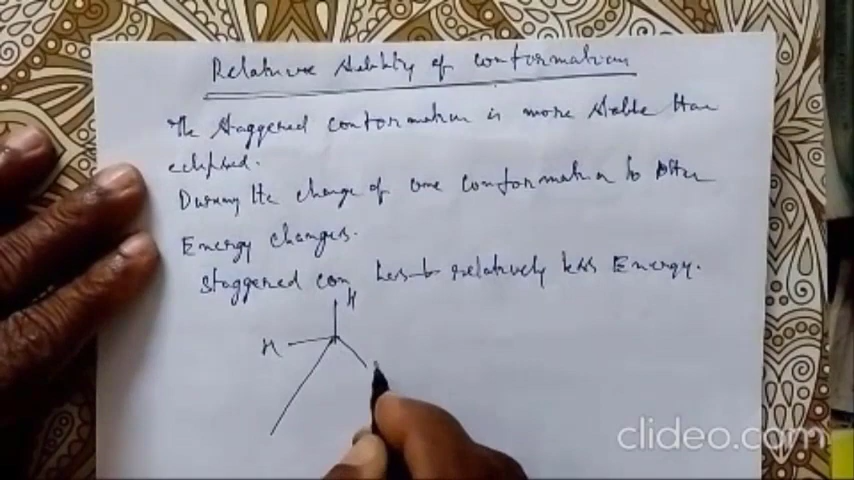 Relative stability of conformation
The staggered conformation is more stable than
eclipsed.
During the change of one conformation to other
Energy changes.
staggered con has relatively less Energy.
H
H
clideo.com